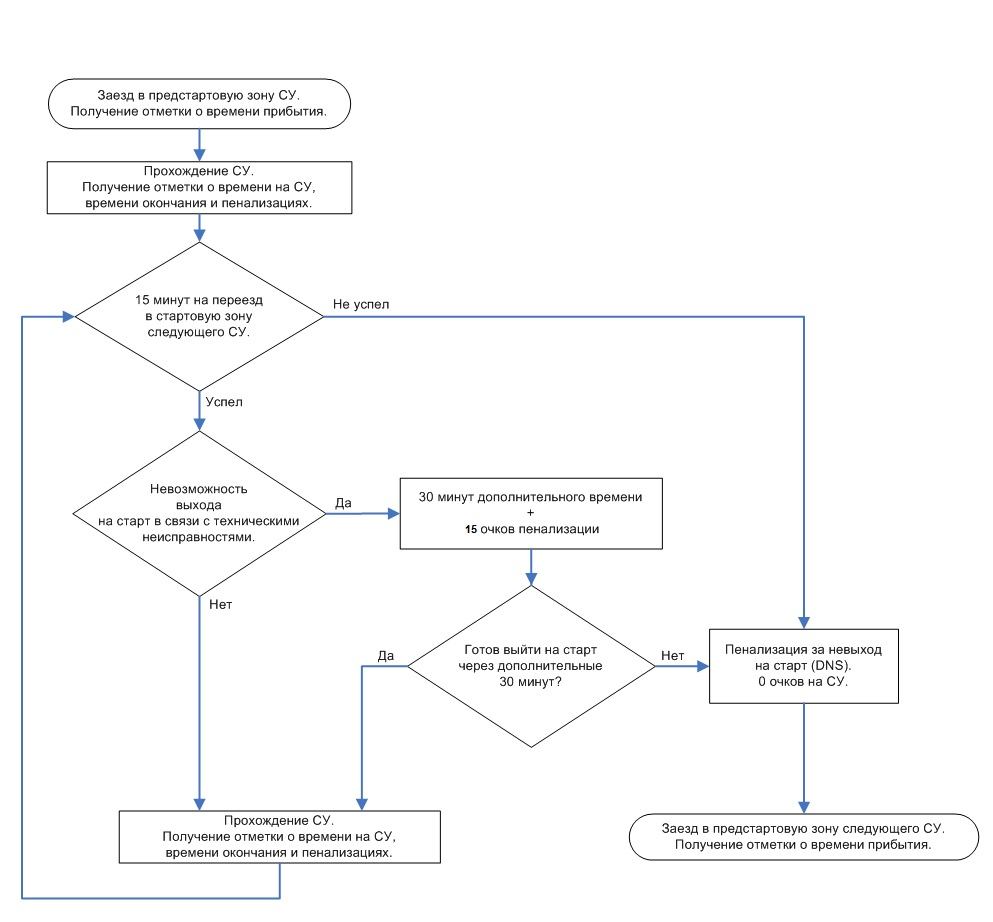 Заезд в предстартовую зону СУ.
Получение отметки о времени прибытия.
Прохождение СУ.
Получение отметки о времени на СУ,
времени окончания и пенализациях.
15 минут на переезд
в стартовую зону
следующего СУ.
Не успел
Успел
Невозможность
выхода
на старт в связи с техническими
неисправностями.
Да
30 минут дополнительного времени
+
15 очков пенализации
Нет
Готов выйти на старт
через дополнительные
30 минут?
Да
Нет
Пенализация за невыход
на старт (DNS).
0 очков на СУ.
Прохождение СУ.
Получение отметки о времени на СУ,
времени окончания и пенализациях.
Заезд в предстартовую зону следующего СУ.
Получение отметки о времени прибытия.